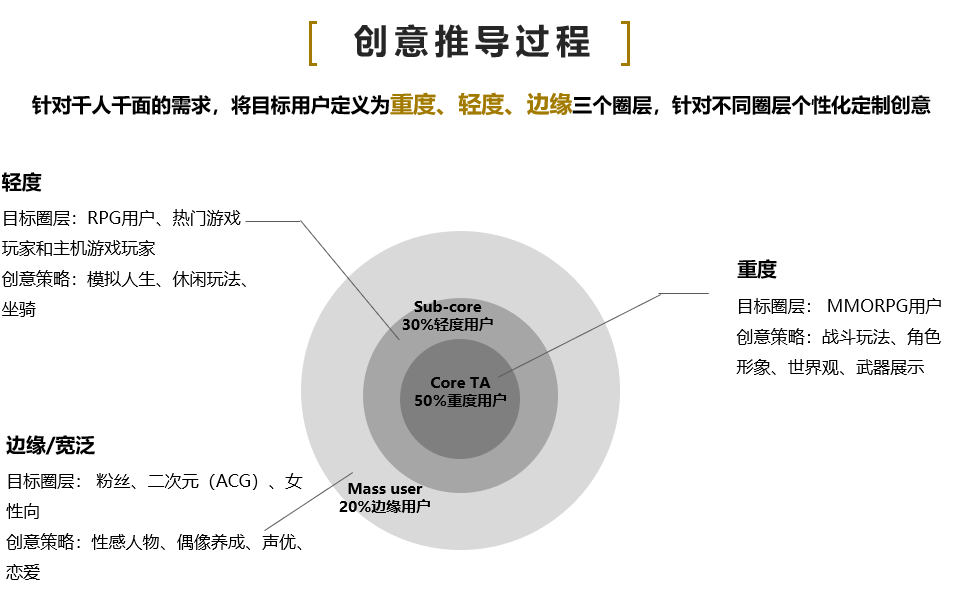 创意推导过程
针对千人千面的需求，将目标用户定义为重度、轻度、边缘三个圈层，针对不同圈层个性化定制创意
轻度
目标圈层：RPG用户、热门游戏
玩家和主机游戏玩家
创意策略：模拟人生、休闲玩法、
坐骑
重度
目标圈层： MMORPG用户
创意策略：战斗玩法、角色
形象、世界观、武器展示
Sub-core
30%轻度用户
Core TA
50%重度用户
边缘/宽泛
目标圈层： 粉丝、二次元（ACG）、女
性向
创意策略：性感人物、偶像养成、声优、
恋爱
Mass user
20%边缘用户